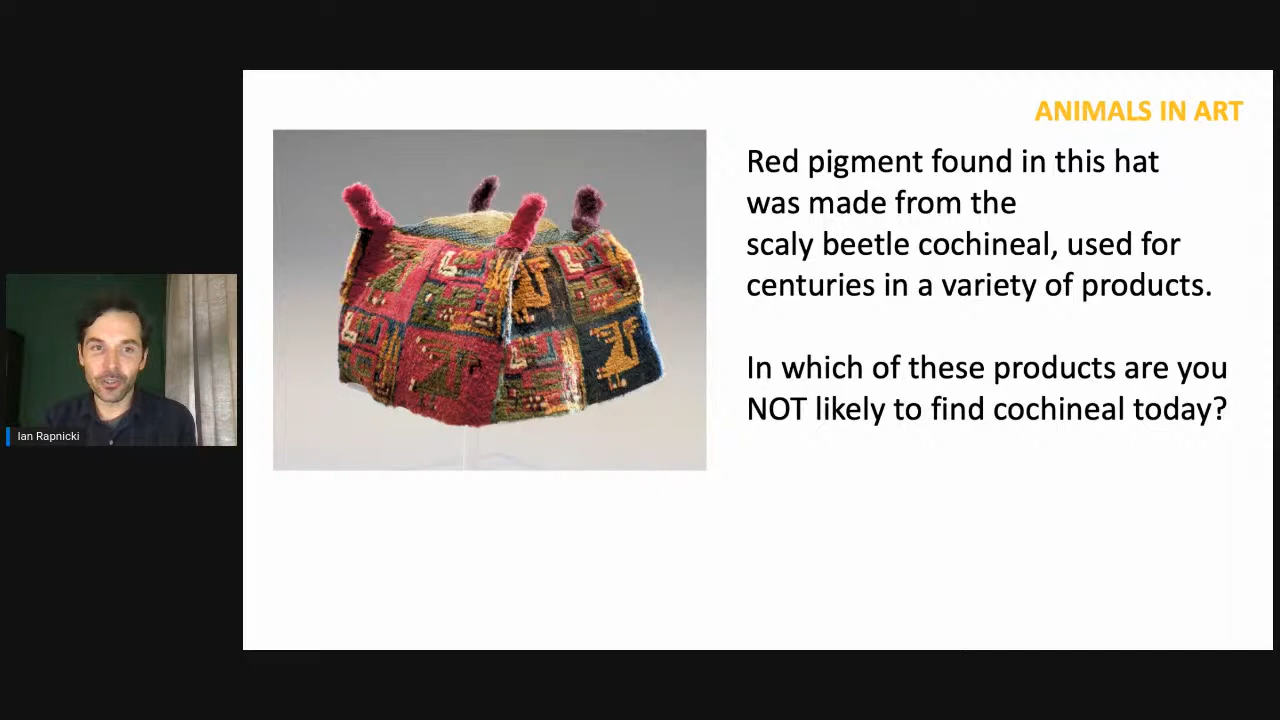 ANIMALS IN ART
Red pigment found in this hat
was made from the
scaly beetle cochineal, used for
centuries in a variety of products.
In which of these products are you
NOT likely to find cochineal today?
Ian Rapnicki